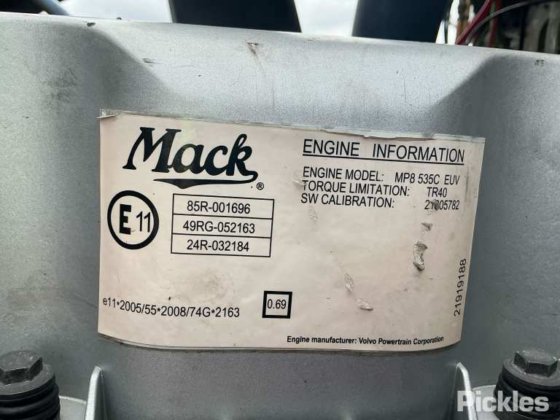 Mack®
ENGINE INFORMATION
ENGINE MODEL: MP8 535C EUV
TORQUE LIMITATION: TR40
SW CALIBRATION:
E11
85R-001696
49RG-052163
24R-032184
21919188
e11*2005/55*2008/74G*2163
0.69
Engine manufacturer: Volvo Powertrain Corporation
Pickles